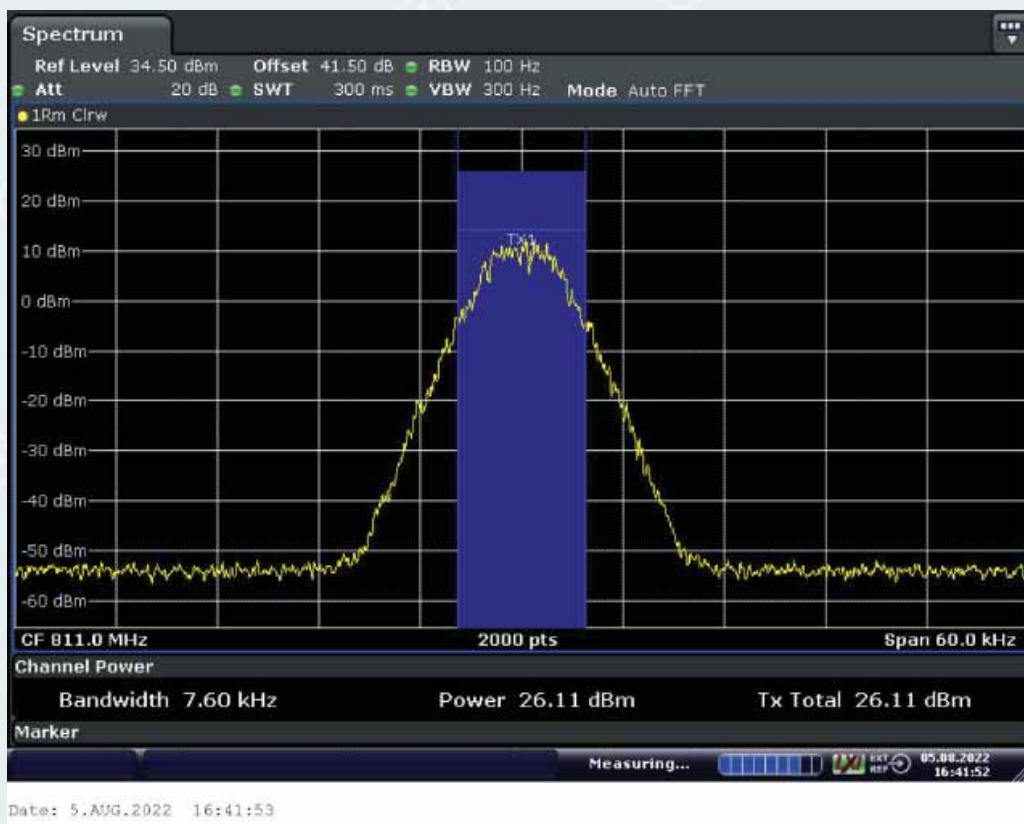 Spectrum
Ref Level 34.50 dBm Offset 41.50 dB RBW 100 Hz
Att 20 dB SWT 300 ms VBW 300 Hz Mode Auto FFT
1Rm Clrw
30 dBm
20 dBm
TX1
10 dBm
0 dBm
-10 dBm
-20 dBm
-30 dBm
-40 dBm
-50 dBm
-60 dBm
CF 811.0 MHz 2000 pts Span 60.0 kHz
Channel Power
Bandwidth 7.60 kHz Power 26.11 dBm Tx Total 26.11 dBm
Marker
Measuring... LXI EXT REF 05.08.2022
16:41:52
Date: 5.AUG.2022 16:41:53